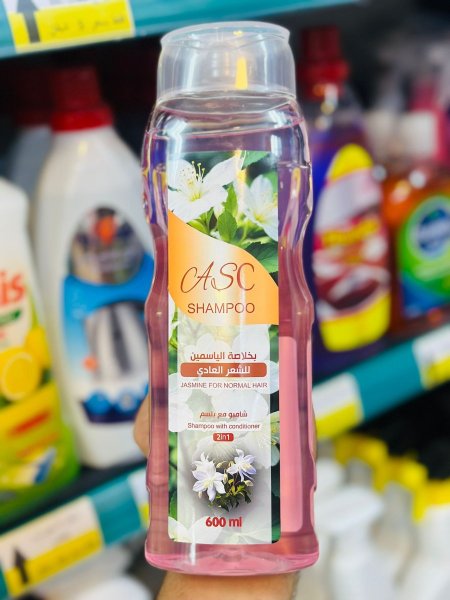 ASC
SHAMPOO
بخلاصة الياسمين
للشعر العادي
JASMINE FOR NORMAL HAIR
شامبو مع بلسم
Shampoo with conditioner
2in1
600 ml
is